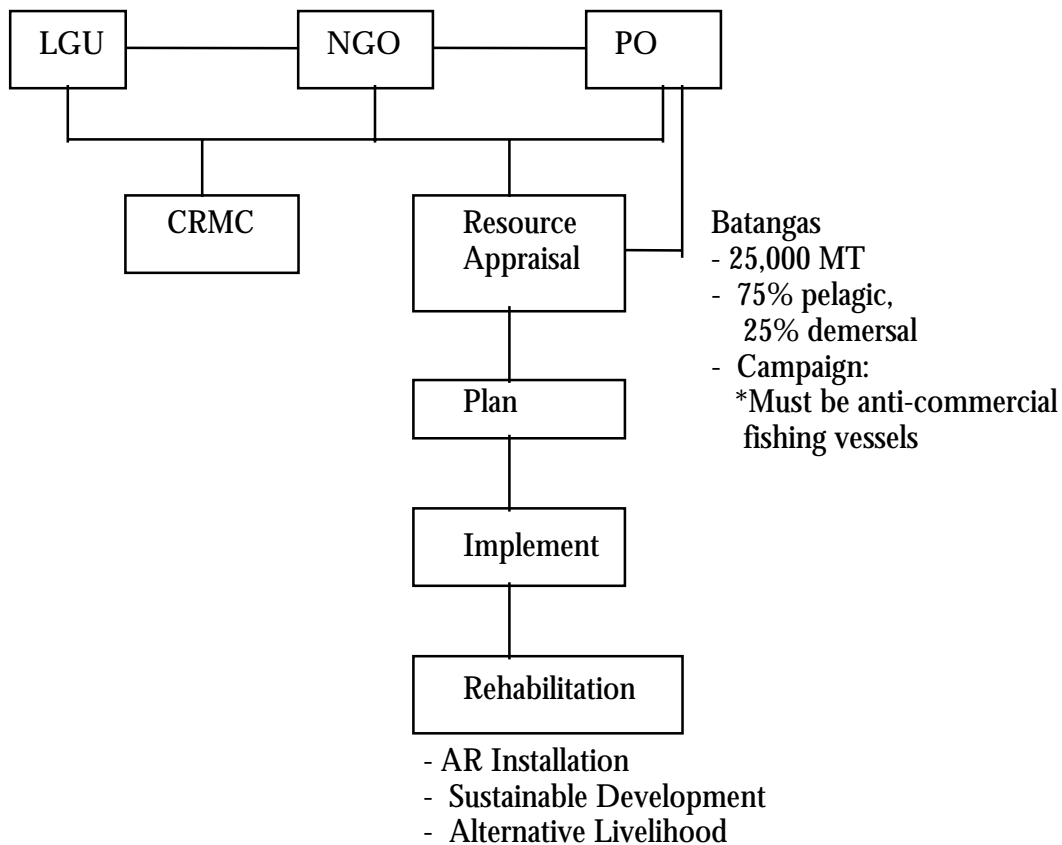 LGU
NGO
PO
CRMC
Resource
Appraisal
Batangas
- 25,000 MT
- 75% pelagic,
25% demersal
- Campaign:
*Must be anti-commercial
fishing vessels
Plan
Implement
Rehabilitation
- AR Installation
- Sustainable Development
- Alternative Livelihood